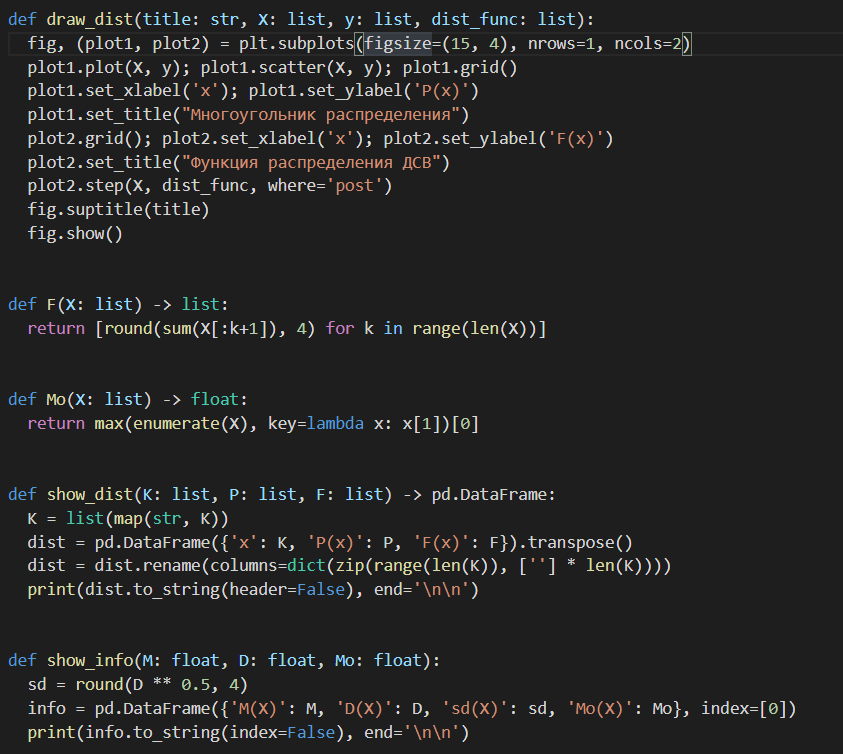 def draw_dist(title: str, X: list, y: list, dist_func: list):
  fig, (plot1, plot2) = plt.subplots(figsize=(15, 4), nrows=1, ncols=2)
  plot1.plot(X, y); plot1.scatter(X, y); plot1.grid()
  plot1.set_xlabel('x'); plot1.set_ylabel('P(x)')
  plot1.set_title("Многоугольник распределения")
  plot2.grid(); plot2.set_xlabel('x'); plot2.set_ylabel('F(x)')
  plot2.set_title("Функция распределения ДСВ")
  plot2.step(X, dist_func, where='post')
  fig.suptitle(title)
  fig.show()
def F(X: list) -> list:
  return [round(sum(X[:k+1]), 4) for k in range(len(X))]
def Mo(X: list) -> float:
  return max(enumerate(X), key=lambda x: x[1])[0]
def show_dist(K: list, P: list, F: list) -> pd.DataFrame:
  K = list(map(str, K))
  dist = pd.DataFrame({'x': K, 'P(x)': P, 'F(x)': F}).transpose()
  dist = dist.rename(columns=dict(zip(range(len(K)), [''] * len(K))))
  print(dist.to_string(header=False), end='\n\n')
def show_info(M: float, D: float, Mo: float):
  sd = round(D ** 0.5, 4)
  info = pd.DataFrame({'M(X)': M, 'D(X)': D, 'sd(X)': sd, 'Mo(X)': Mo}, index=[0])
  print(info.to_string(index=False), end='\n\n')